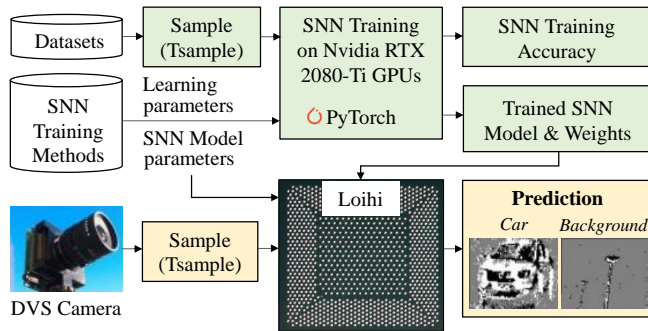 Datasets
Sample
(Tsample)
SNN Training
on Nvidia RTX
2080-Ti GPUs
PyTorch
SNN Training
Accuracy
SNN
Training
Methods
Learning
parameters
SNN Model
parameters
Trained SNN
Model & Weights
Loihi
Sample
(Tsample)
DVS Camera
Prediction
Car Background